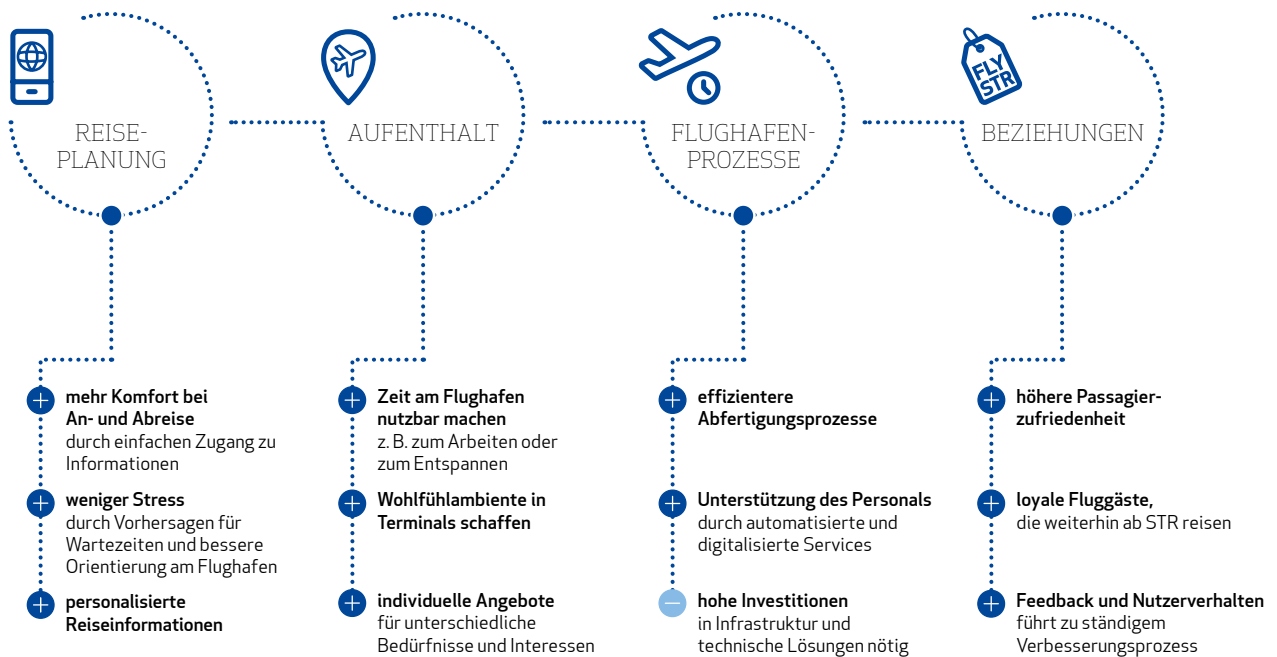 REISE-
PLANUNG
mehr Komfort bei
An- und Abreise
durch einfachen Zugang zu
Informationen
weniger Stress
durch Vorhersagen für
Wartezeiten und bessere
Orientierung am Flughafen
personalisierte
Reiseinformationen
AUFENTHALT
Zeit am Flughafen
nutzbar machen
z. B. zum Arbeiten oder
zum Entspannen
Wohlfühlambiente in
Terminals schaffen
individuelle Angebote
für unterschiedliche
Bedürfnisse und Interessen
FLUGHAFEN-
PROZESSE
effizientere
Abfertigungsprozesse
Unterstützung des Personals
durch automatisierte und
digitalisierte Services
hohe Investitionen
in Infrastruktur und
technische Lösungen nötig
FLY
STR
BEZIEHUNGEN
höhere Passagier-
zufriedenheit
loyale Fluggäste,
die weiterhin ab STR reisen
Feedback und Nutzerverhalten
führt zu ständigem
Verbesserungsprozess